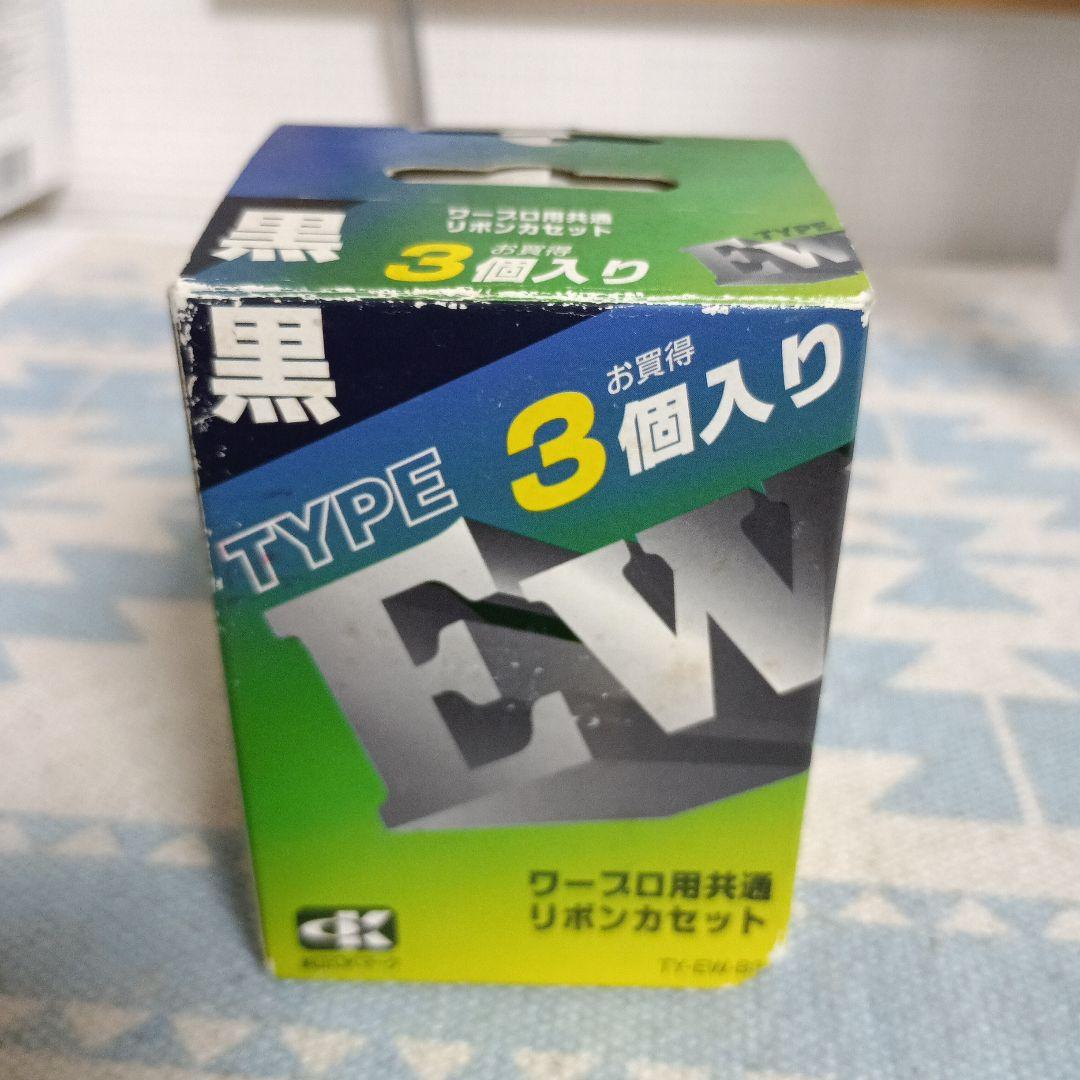 黒
ワープロ用共通
リボンカセット
お買得
3個入り
TYPE
EW
黒
お買得
3個入り
TYPE
EW
ワープロ用共通
リボンカセット